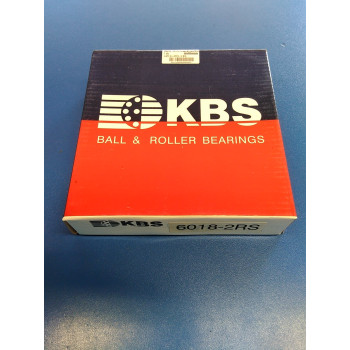 KBS
BALL & ROLLER BEARINGS
KBS
6018-2RS